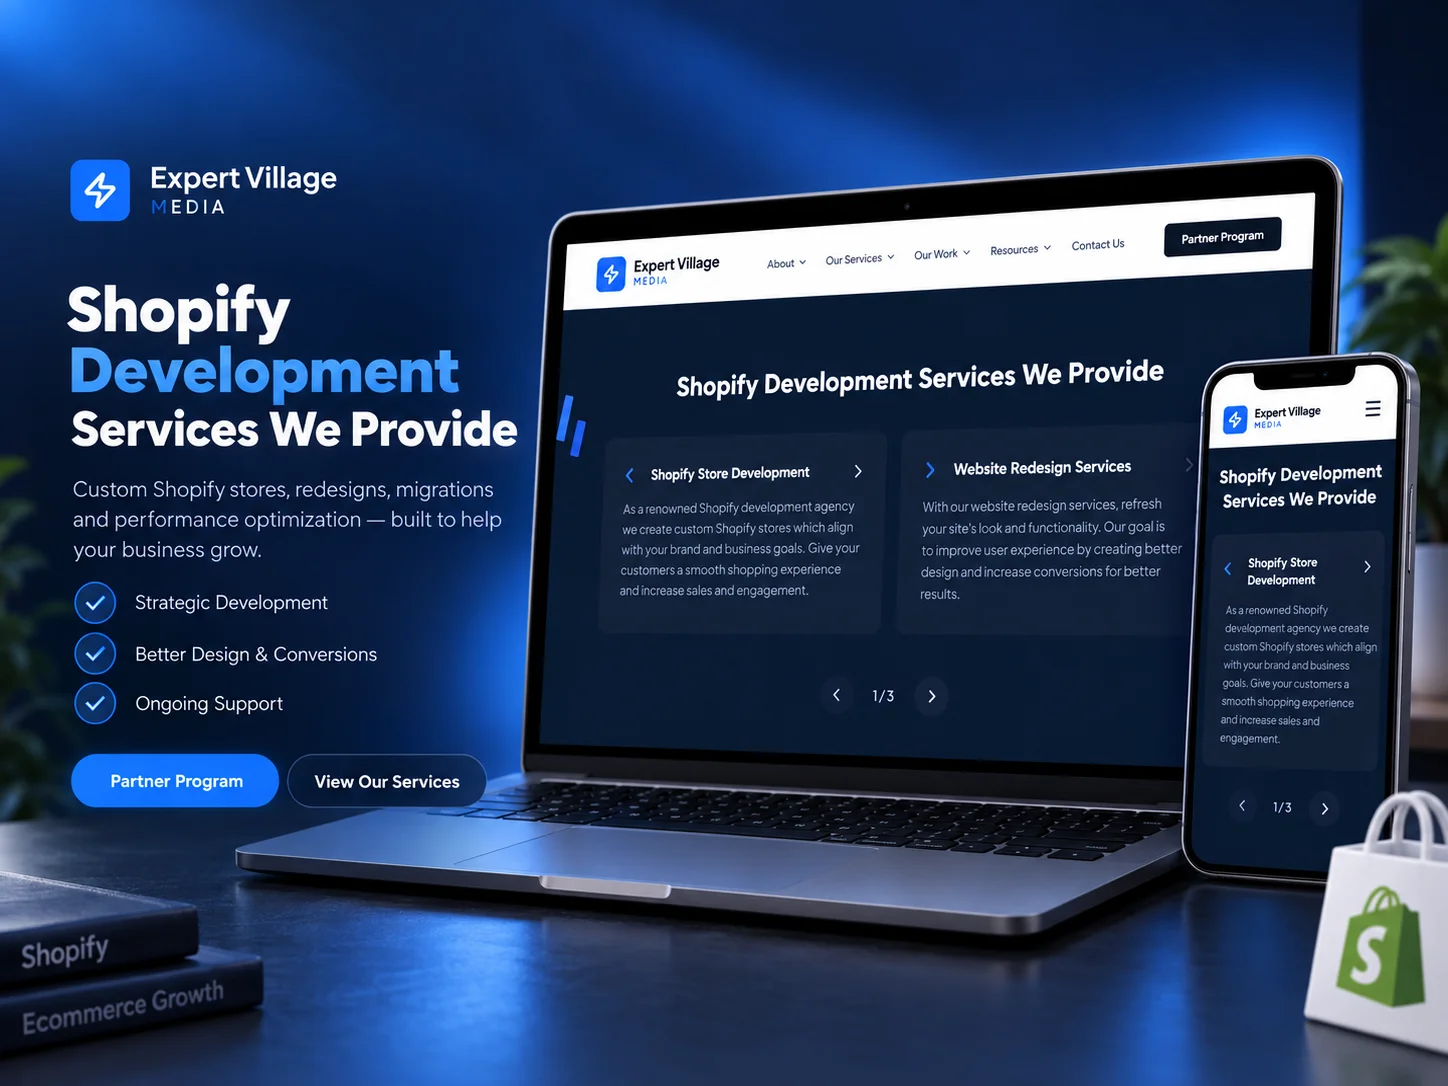 Expert Village
MEDIA
Shopify
Development
Services We Provide
Custom Shopify stores, redesigns, migrations
and performance optimization — built to help
your business grow.
Strategic Development
Better Design & Conversions
Ongoing Support
Partner Program
View Our Services
Expert Village
MEDIA
About
Our Services
Our Work
Resources
Contact Us
Partner Program
Shopify Development Services We Provide
Shopify Store Development
As a renowned Shopify development agency
we create custom Shopify stores which align
with your brand and business goals. Give your
customers a smooth shopping experience
and increase sales and engagement.
Website Redesign Services
With our website redesign services, refresh
your site's look and functionality. Our goal is
to improve user experience by creating better
design and increase conversions for better
results.
1/3
Expert Village
MEDIA
Shopify Development
Services We Provide
Shopify Store
Development
As a renowned Shopify
development agency we create
custom Shopify stores which align
with your brand and business
goals. Give your customers a
smooth shopping experience
and increase sales and
engagement.
1/3
Shopify
Ecommerce Growth
S